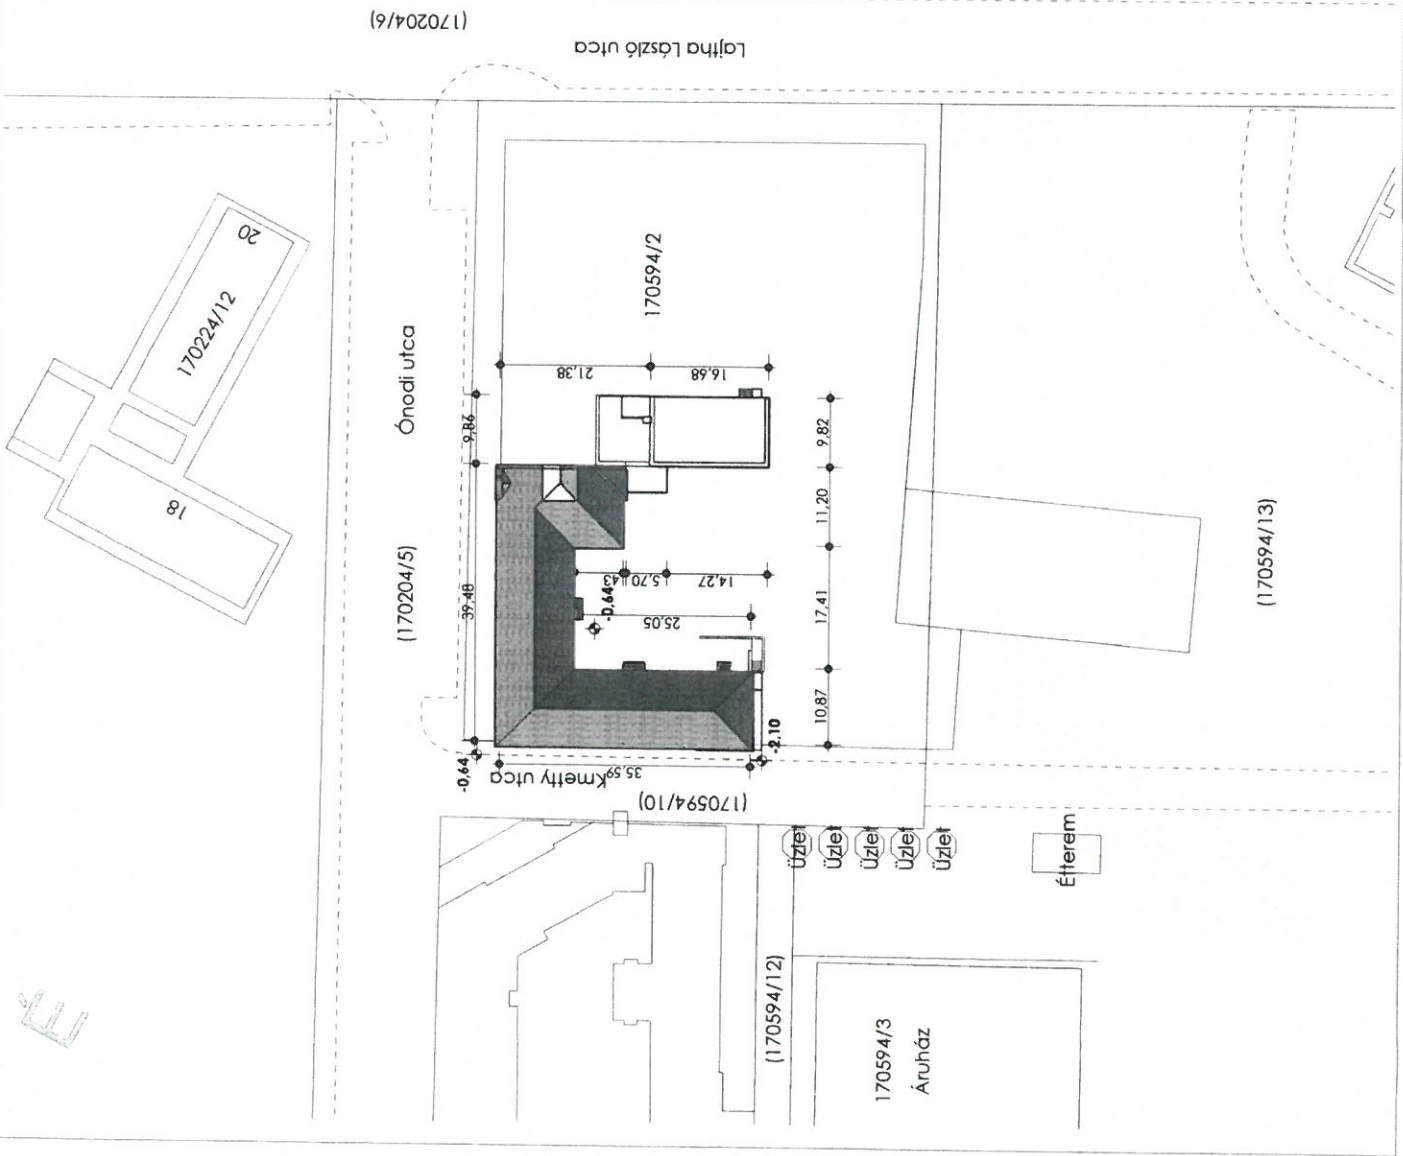 (170204/6)
Lajtha László utca
20
170224/12
18
Ónodi utca
(170204/5)
170594/2
21,38
16,68
9,86
9,82
39,48
11,20
43
5,70
14,27
-0,64
25,05
17,41
10,87
-0,64
-2,10
35,59
Kmetty utca
(170594/10)
(170594/13)
Üzlet
Üzlet
Üzlet
Üzlet
Üzlet
Étterem
(170594/12)
170594/3
Áruház
É